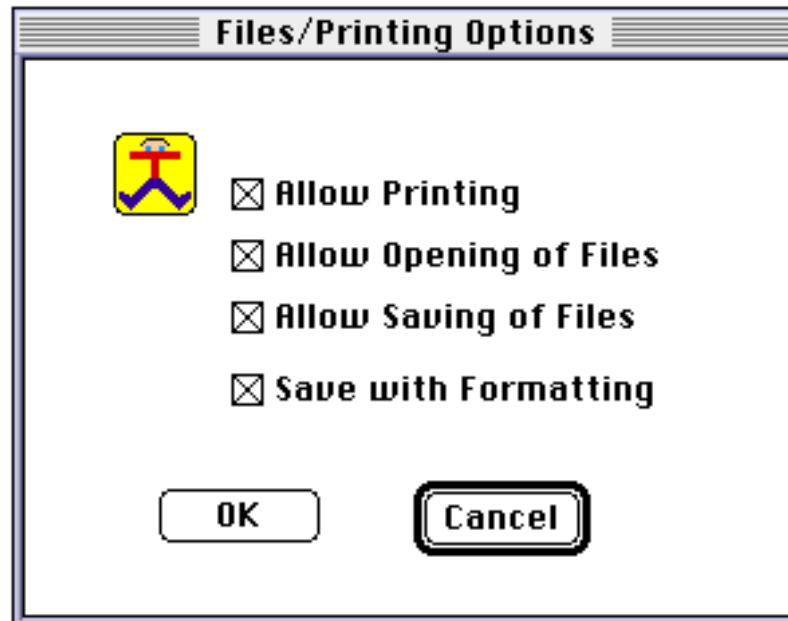 Files/Printing Options
Allow Printing
Allow Opening of Files
Allow Saving of Files
Save with Formatting
OK
Cancel